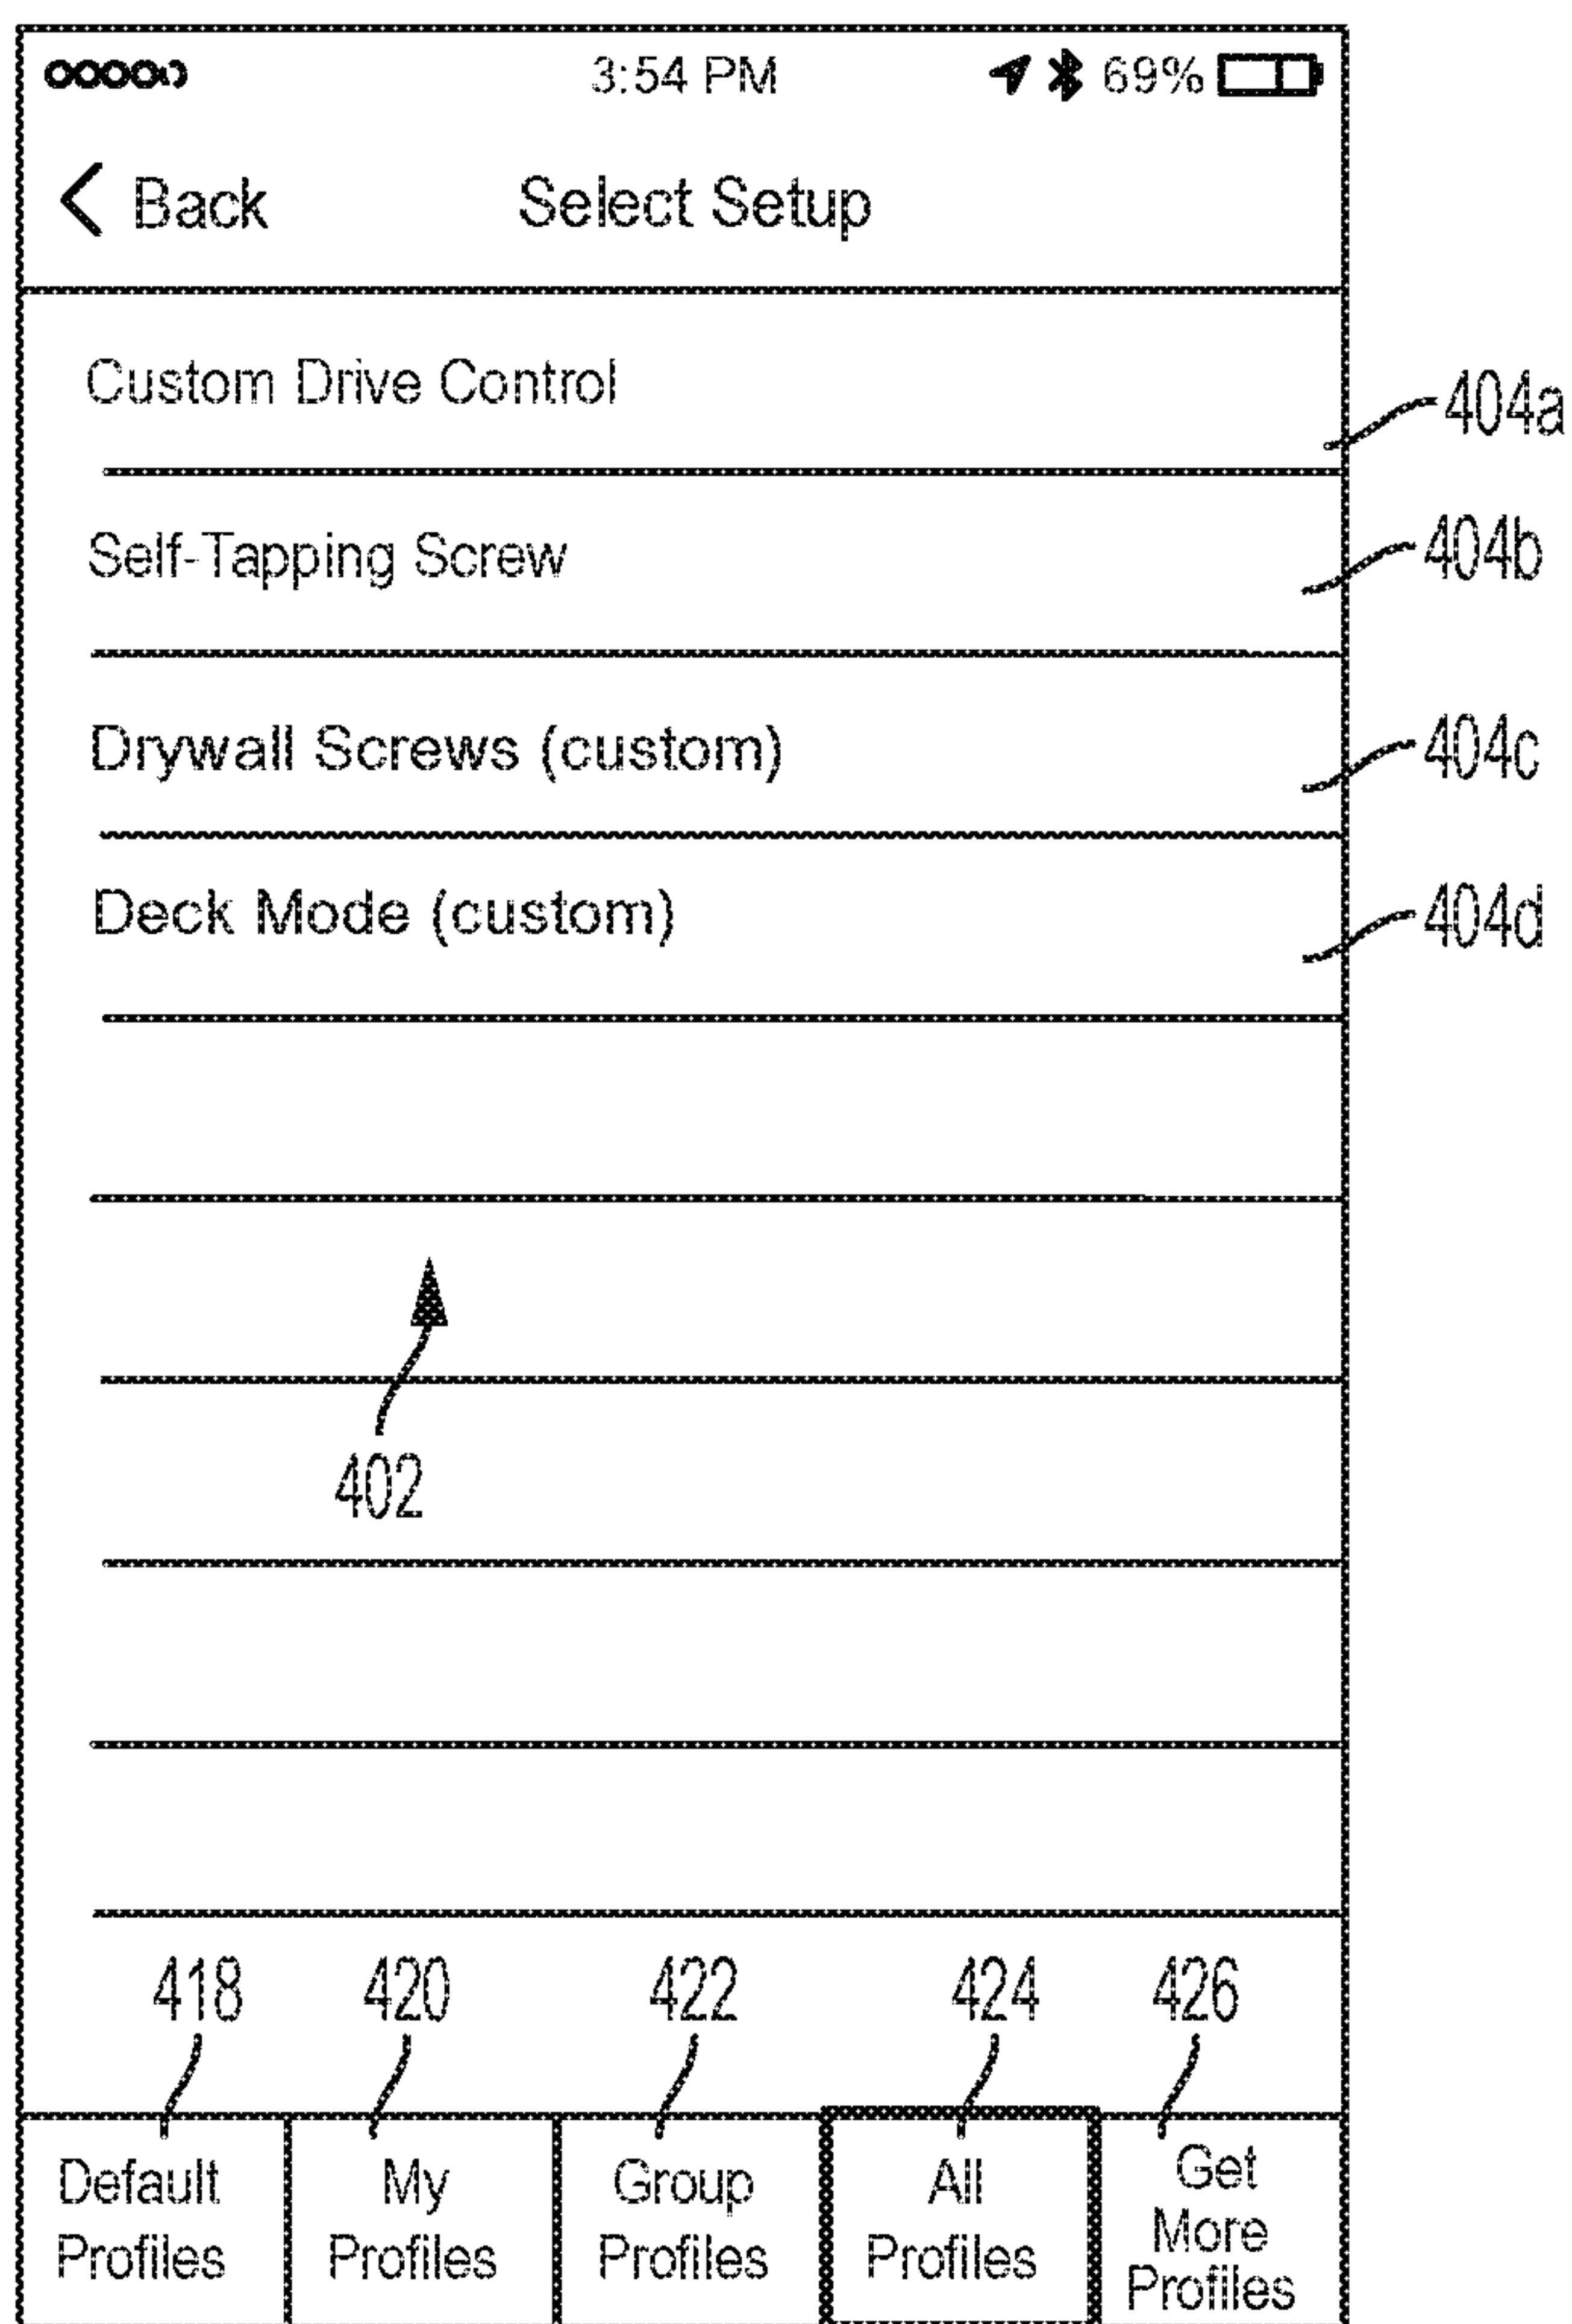 3:54 PM 69%
Back Select Setup
Custom Drive Control
404a
Self-Tapping Screw
404b
Drywall Screws (custom)
404c
Deck Mode (custom)
404d
402
418 420 422 424 426
Default Profiles
My Profiles
Group Profiles
All Profiles
Get More Profiles